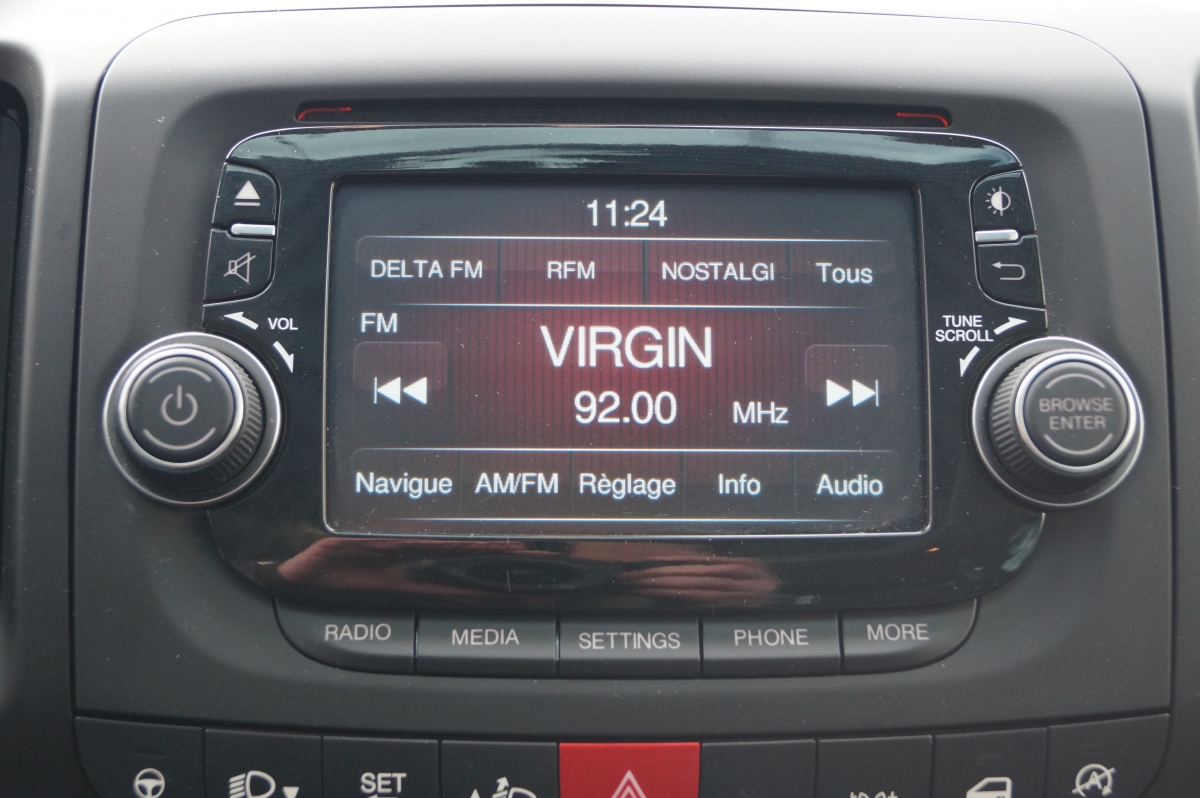 11:24
DELTA FM RFM NOSTALGI Tous
FM
VIRGIN
92.00 MHz
Navigue AM/FM Règlage Info Audio
VOL
TUNE
SCROLL
BROWSE
ENTER
RADIO MEDIA SETTINGS PHONE MORE
SET